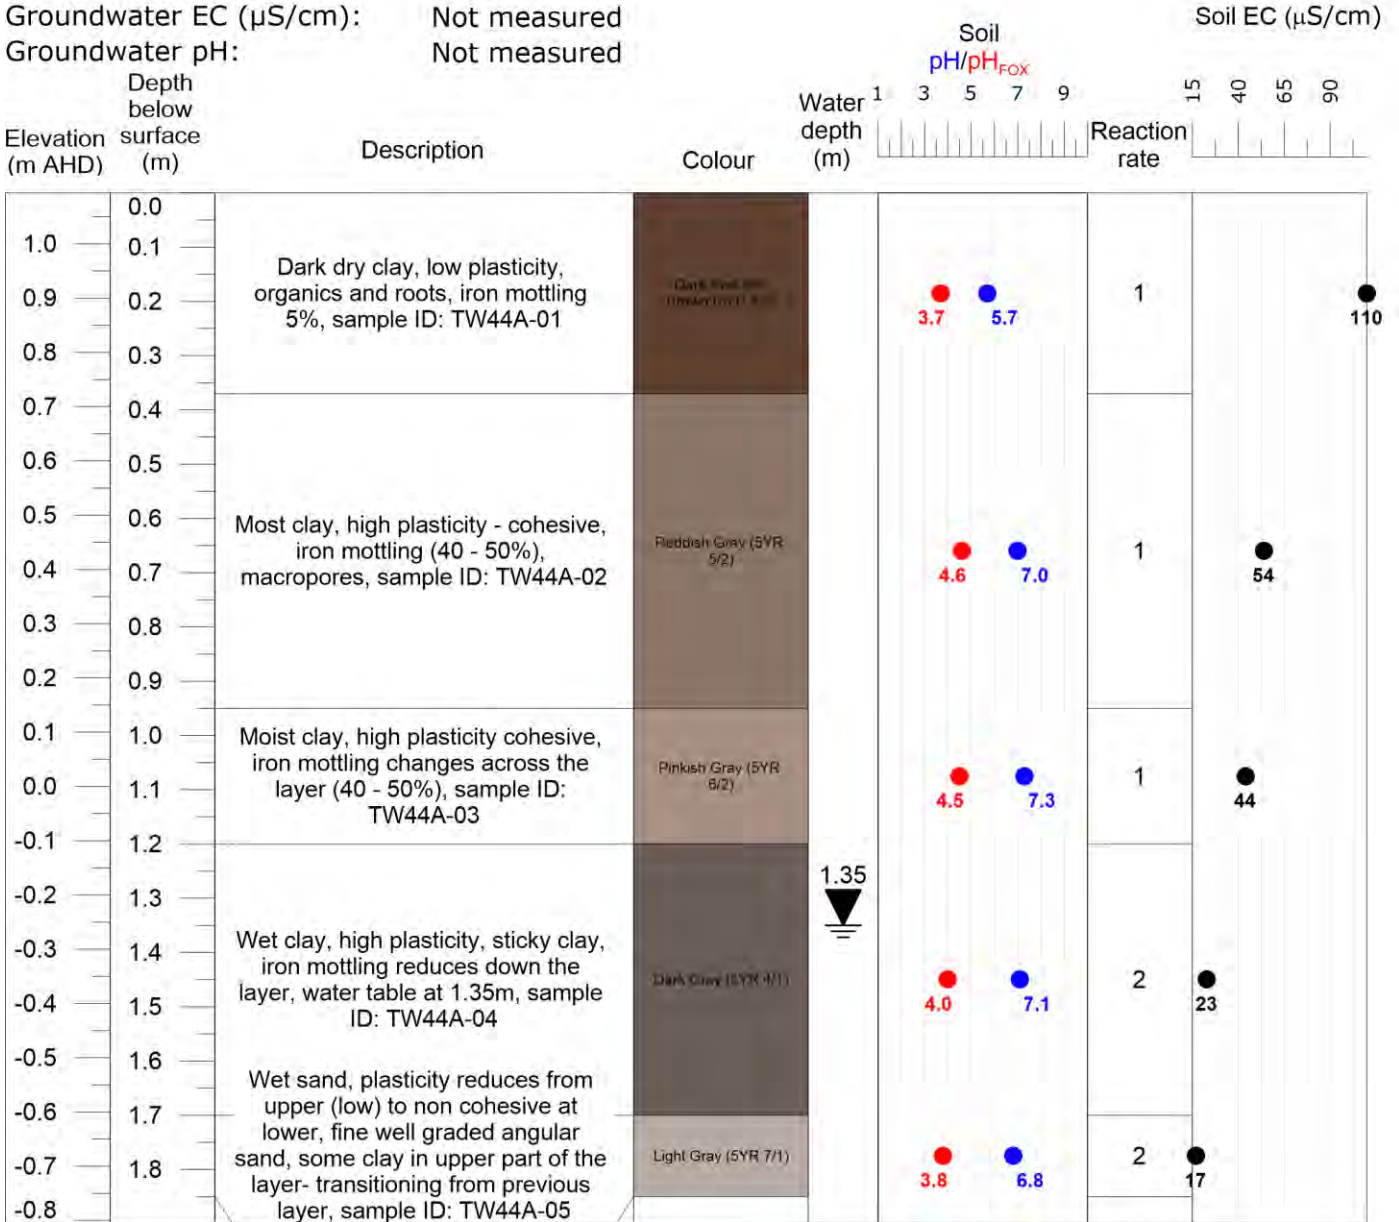 Groundwater EC (µS/cm): Not measured
Groundwater pH: Not measured
Soil EC (µS/cm)
Soil
pH/pHFOX
Elevation
(m AHD)
Depth
below
surface
(m)
Description
Colour
Water
depth
(m)
1 3 5 7 9
Reaction
rate
15 40 65 90
1.0
0.9
0.8
0.7
0.6
0.5
0.4
0.3
0.2
0.1
0.0
-0.1
-0.2
-0.3
-0.4
-0.5
-0.6
-0.7
-0.8
0.0
0.1
0.2
0.3
0.4
0.5
0.6
0.7
0.8
0.9
1.0
1.1
1.2
1.3
1.4
1.5
1.6
1.7
1.8
Dark dry clay, low plasticity,
organics and roots, iron mottling
5%, sample ID: TW44A-01
3.7 5.7
1
110
Most clay, high plasticity - cohesive,
iron mottling (40 - 50%),
macropores, sample ID: TW44A-02
Reddish Gray (5YR
5/2)
4.6 7.0
1
54
Moist clay, high plasticity cohesive,
iron mottling changes across the
layer (40 - 50%), sample ID:
TW44A-03
Pinkish Gray (5YR
6/2)
4.5 7.3
1
44
1.35
Wet clay, high plasticity, sticky clay,
iron mottling reduces down the
layer, water table at 1.35m, sample
ID: TW44A-04
Dark Gray (5YR 4/1)
4.0 7.1
2
23
Wet sand, plasticity reduces from
upper (low) to non cohesive at
lower, fine well graded angular
sand, some clay in upper part of the
layer- transitioning from previous
layer, sample ID: TW44A-05
Light Gray (5YR 7/1)
3.8 6.8
2
17